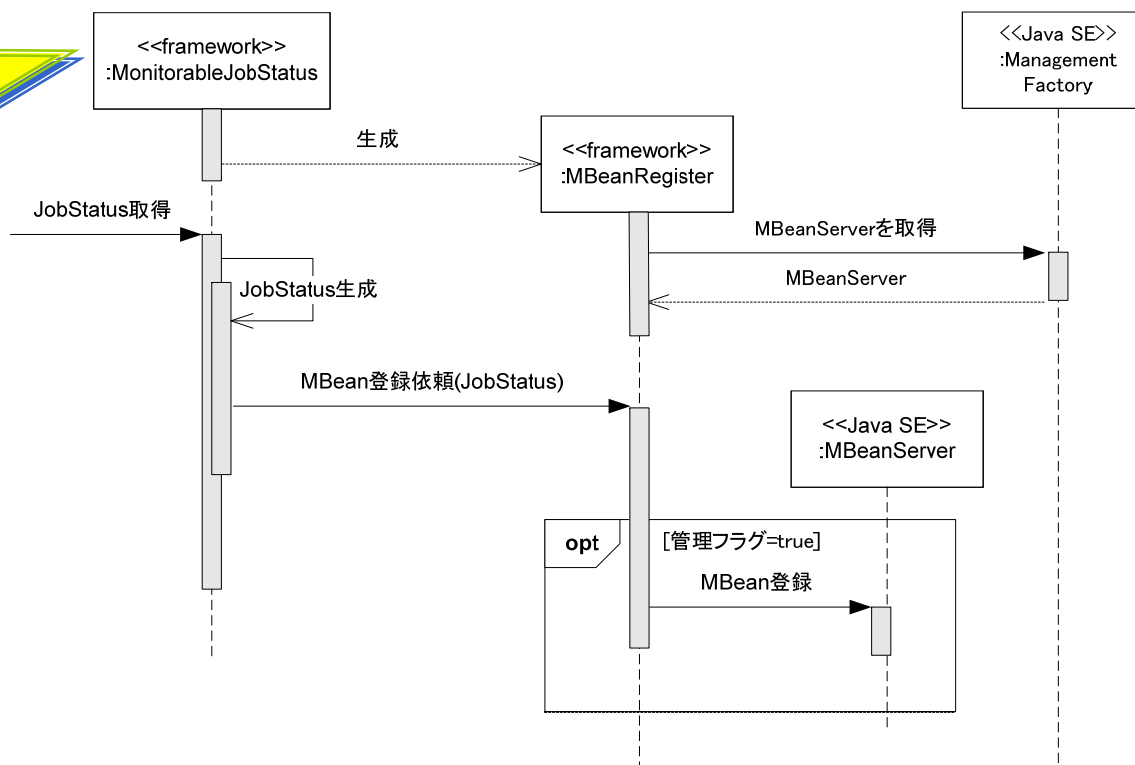 <<framework>>
:MonitorableJobStatus
<<Java SE>>
:Management
Factory
生成
<<framework>>
:MBeanRegister
JobStatus取得
MBeanServerを取得
MBeanServer
JobStatus生成
MBean登録依頼(JobStatus)
<<Java SE>>
:MBeanServer
opt
[管理フラグ=true]
MBean登録